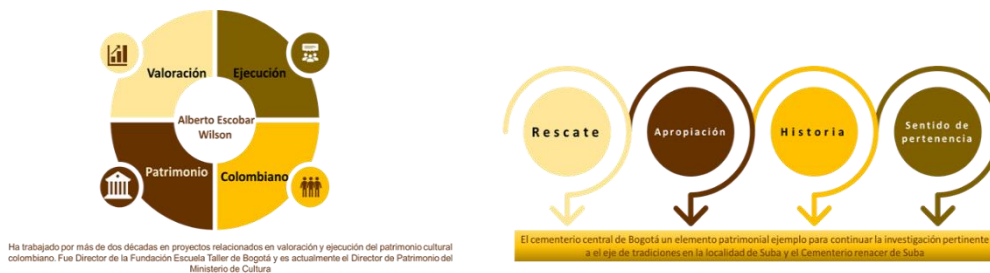 Valoración
Ejecución
Alberto Escobar
Wilson
Patrimonio
Colombiano
Ha trabajado por más de dos décadas en proyectos relacionados en valoración y ejecución del patrimonio cultural
colombiano. Fue Director de la Fundación Escuela Taller de Bogotá y es actualmente el Director de Patrimonio del
Ministerio de Cultura
Rescate
Apropiación
Historia
Sentido de
pertenencia
El cementerio central de Bogotá un elemento patrimonial ejemplo para continuar la investigación pertinente
a el eje de tradiciones en la localidad de Suba y el Cementerio renacer de Suba